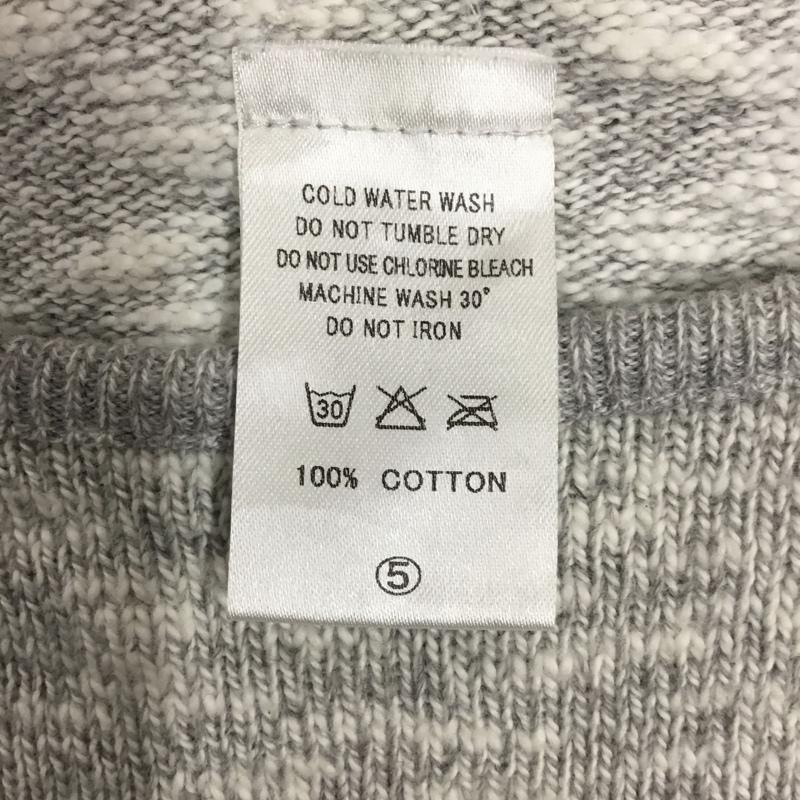 COLD WATER WASH
DO NOT TUMBLE DRY
DO NOT USE CHLORINE BLEACH
MACHINE WASH 30°
DO NOT IRON
30
100% COTTON
⑤